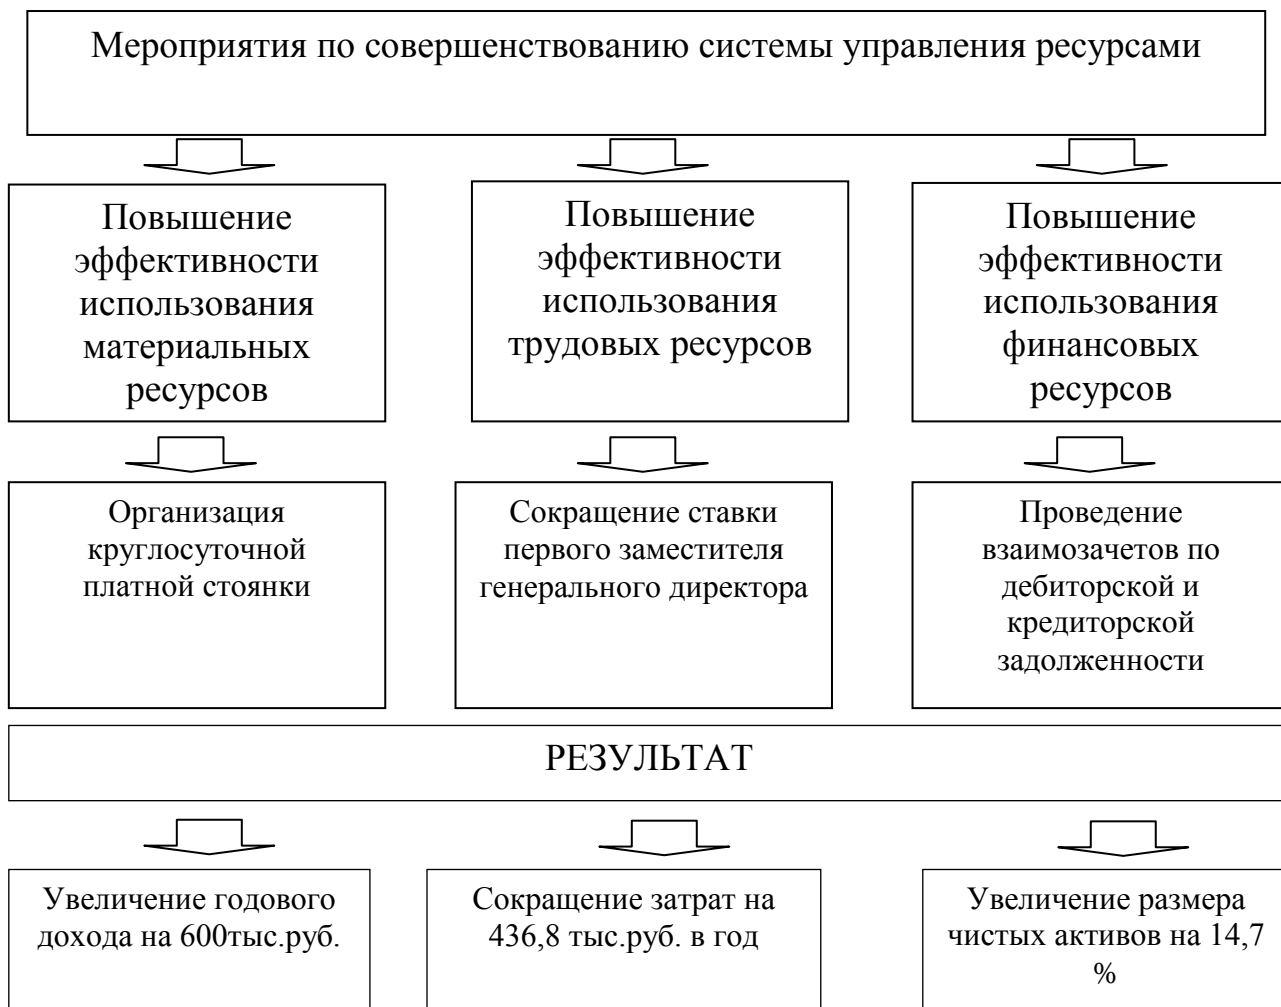 Мероприятия по совершенствованию системы управления ресурсами
Повышение
эффективности
использования
материальных
ресурсов
Повышение
эффективности
использования
трудовых ресурсов
Повышение
эффективности
использования
финансовых
ресурсов
Организация
круглосуточной
платной стоянки
Сокращение ставки
первого заместителя
генерального директора
Проведение
взаимозачетов по
дебиторской и
кредиторской
задолженности
РЕЗУЛЬТАТ
Увеличение годового
дохода на 600тыс.руб.
Сокращение затрат на
436,8 тыс.руб. в год
Увеличение размера
чистых активов на 14,7
%